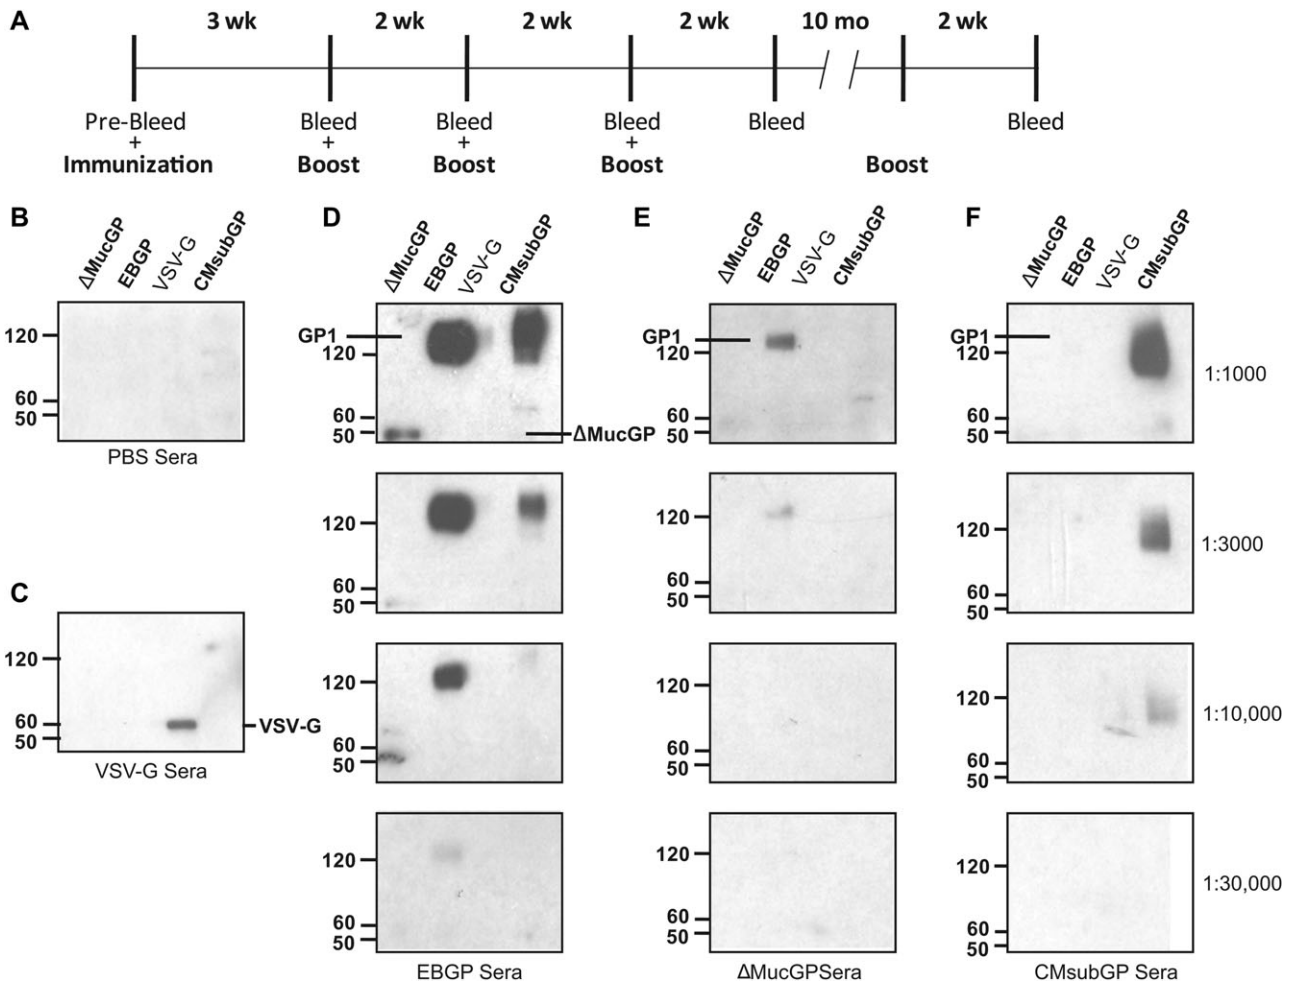 A
3 wk 2 wk 2 wk 2 wk 10 mo 2 wk
Pre-Bleed Bleed Bleed Bleed Bleed Bleed
+ + + +
Immunization Boost Boost Boost Boost
B D E F
ΔMucGP EBGP VSV-G CMsubGP
ΔMucGP EBGP VSV-G CMsubGP
ΔMucGP EBGP VSV-G CMsubGP
ΔMucGP EBGP VSV-G CMsubGP
120
60
50
PBS Sera
C
120
60
50
VSV-G
VSV-G Sera
GP1
120
60
50
ΔMucGP
120
60
50
120
60
50
120
60
50
EBGP Sera
GP1
120
60
50
120
60
50
120
60
50
120
60
50
ΔMucGPSera
GP1
120
60
50
1:1000
120
60
50
1:3000
120
60
50
1:10,000
120
60
50
1:30,000
CMsubGP Sera